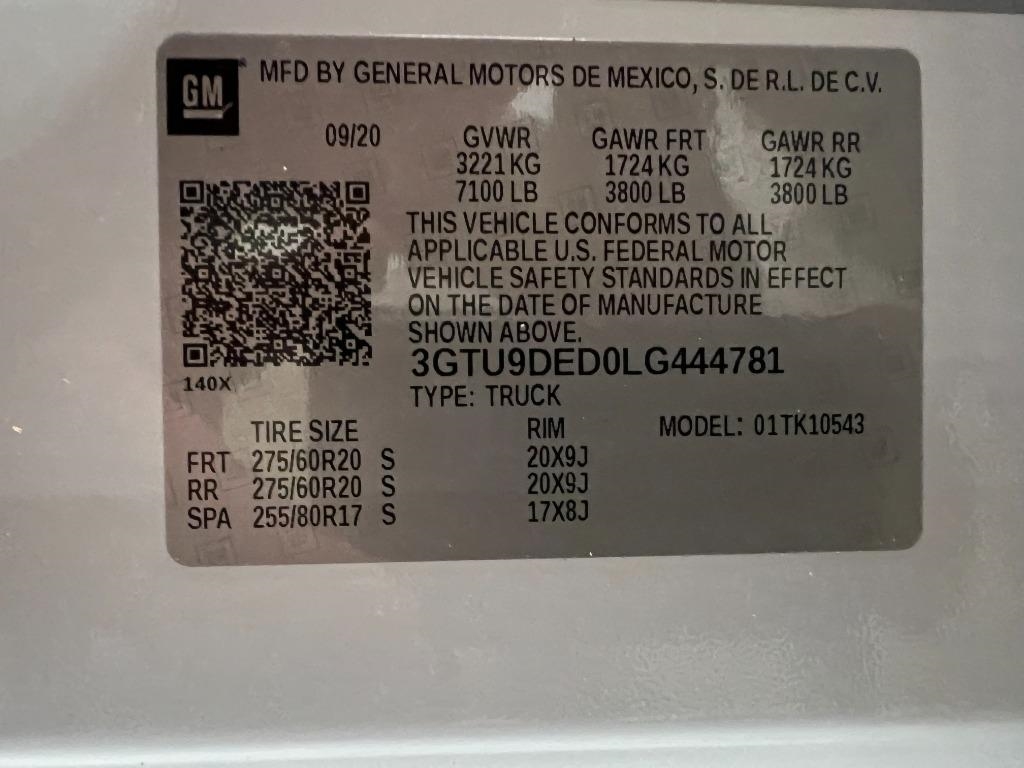 GM
MFD BY GENERAL MOTORS DE MEXICO, S. DE R.L. DE C.V.
09/20 GVWR GAWR FRT GAWR RR
3221 KG 1724 KG 1724 KG
7100 LB 3800 LB 3800 LB
THIS VEHICLE CONFORMS TO ALL
APPLICABLE U.S. FEDERAL MOTOR
VEHICLE SAFETY STANDARDS IN EFFECT
ON THE DATE OF MANUFACTURE
SHOWN ABOVE.
3GTU9DED0LG444781
140X
TYPE: TRUCK
TIRE SIZE RIM MODEL: 01TK10543
FRT 275/60R20 S 20X9J
RR 275/60R20 S 20X9J
SPA 255/80R17 S 17X8J